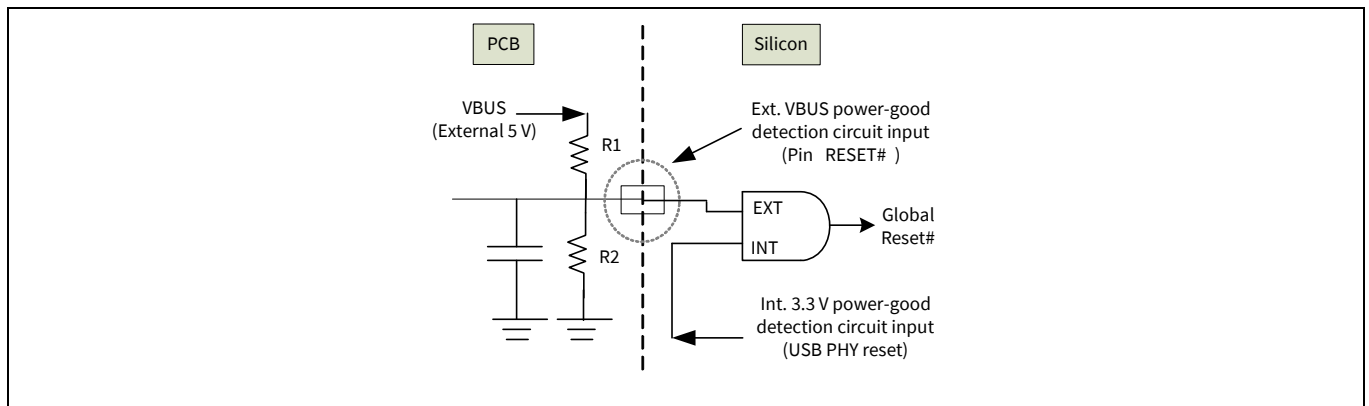 PCB
Silicon
VBUS
(External 5 V)
R1
Ext. VBUS power-good
detection circuit input
(Pin RESET# )
EXT
INT
Global
Reset#
R2
Int. 3.3 V power-good
detection circuit input
(USB PHY reset)